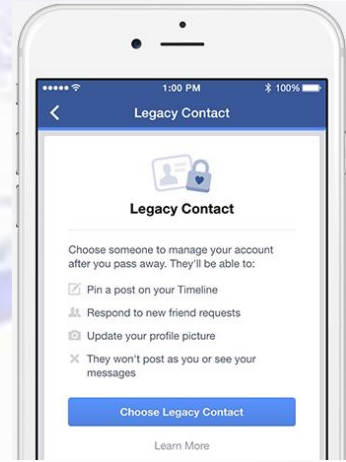 1:00 PM
100%
Legacy Contact
Legacy Contact
Choose someone to manage your account
after you pass away. They'll be able to:
Pin a post on your Timeline
Respond to new friend requests
Update your profile picture
They won't post as you or see your
messages
Choose Legacy Contact
Learn More